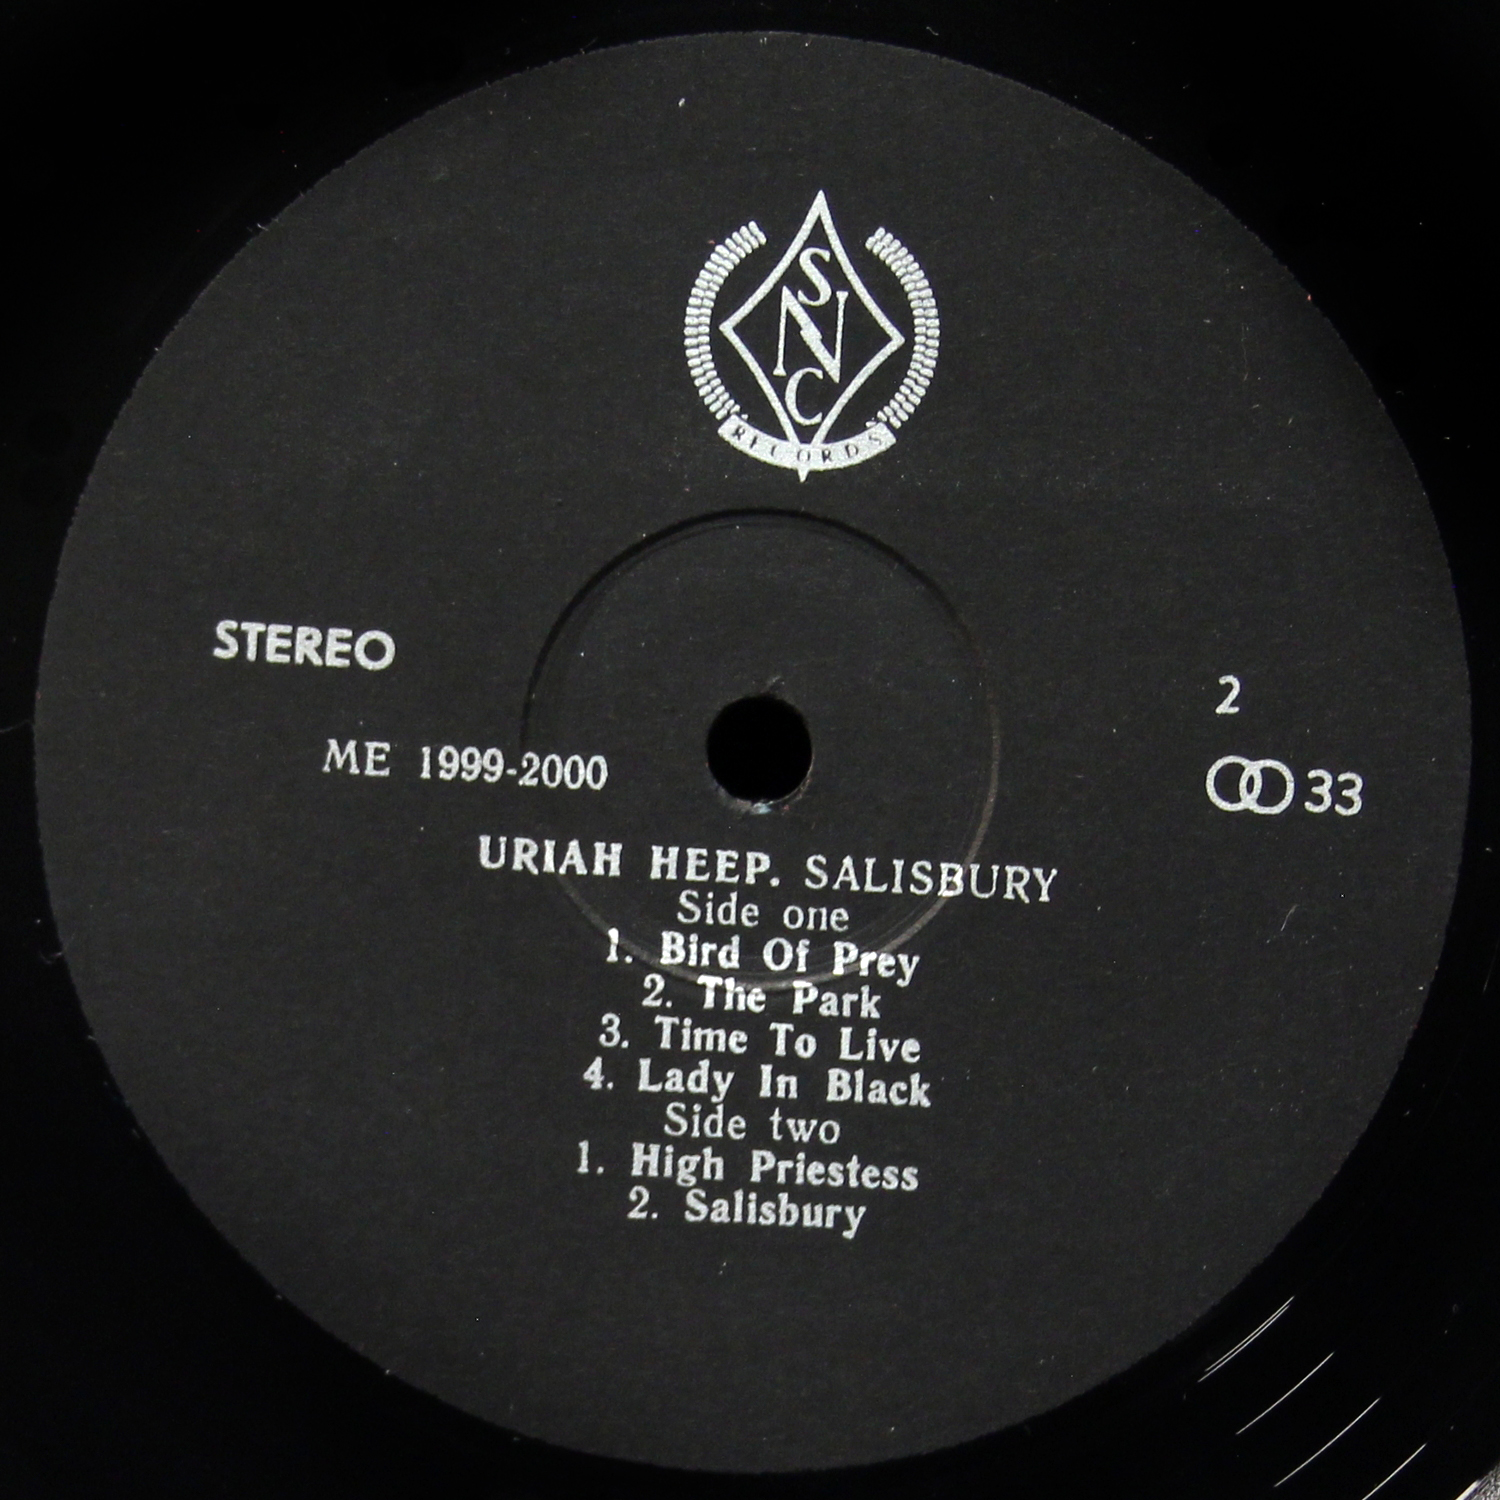 S
N
C
RECORDS
STEREO
2
ME 1999-2000
33
URIAH HEEP. SALISBURY
Side one
1. Bird Of Prey
2. The Park
3. Time To Live
4. Lady In Black
Side two
1. High Priestess
2. Salisbury